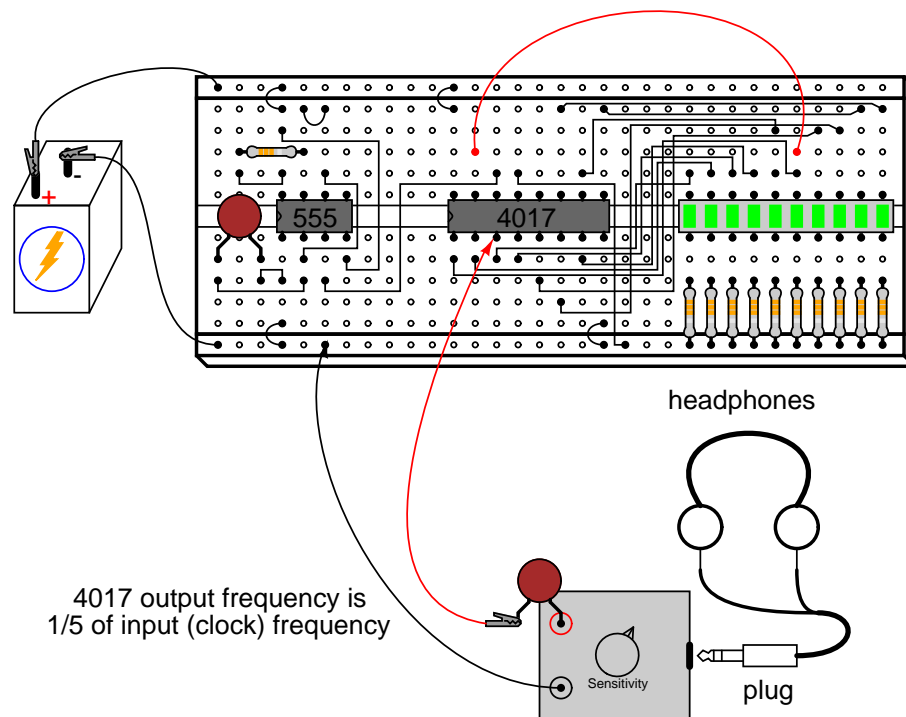 -
+
555
4017
headphones
4017 output frequency is
1/5 of input (clock) frequency
Sensitivity
plug